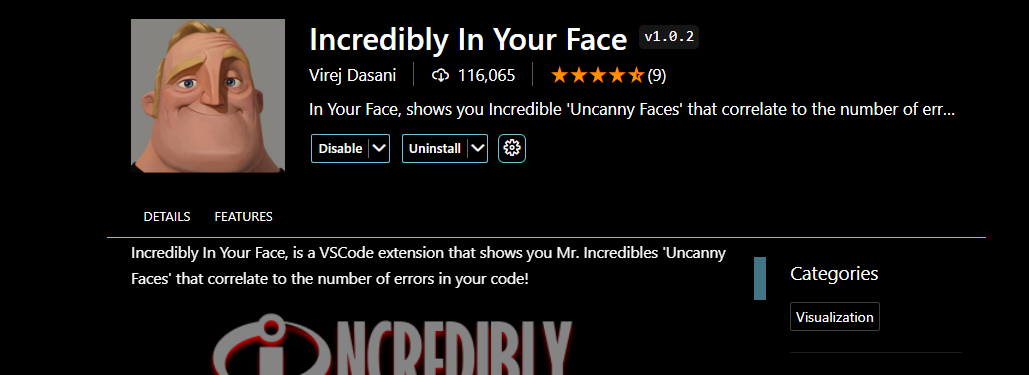 Incredibly In Your Face v1.0.2
Virej Dasani 116,065 (9)
In Your Face, shows you Incredible 'Uncanny Faces' that correlate to the number of err...
Disable Uninstall
DETAILS FEATURES
Incredibly In Your Face, is a VSCode extension that shows you Mr. Incredibles 'Uncanny
Faces' that correlate to the number of errors in your code!
Categories
Visualization
iNCREDIBLY